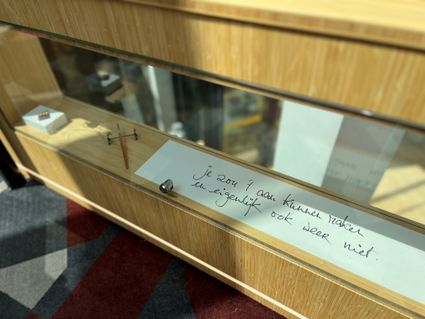 je zou 't aan kunnen raken
en eigenlijk ook weer niet.